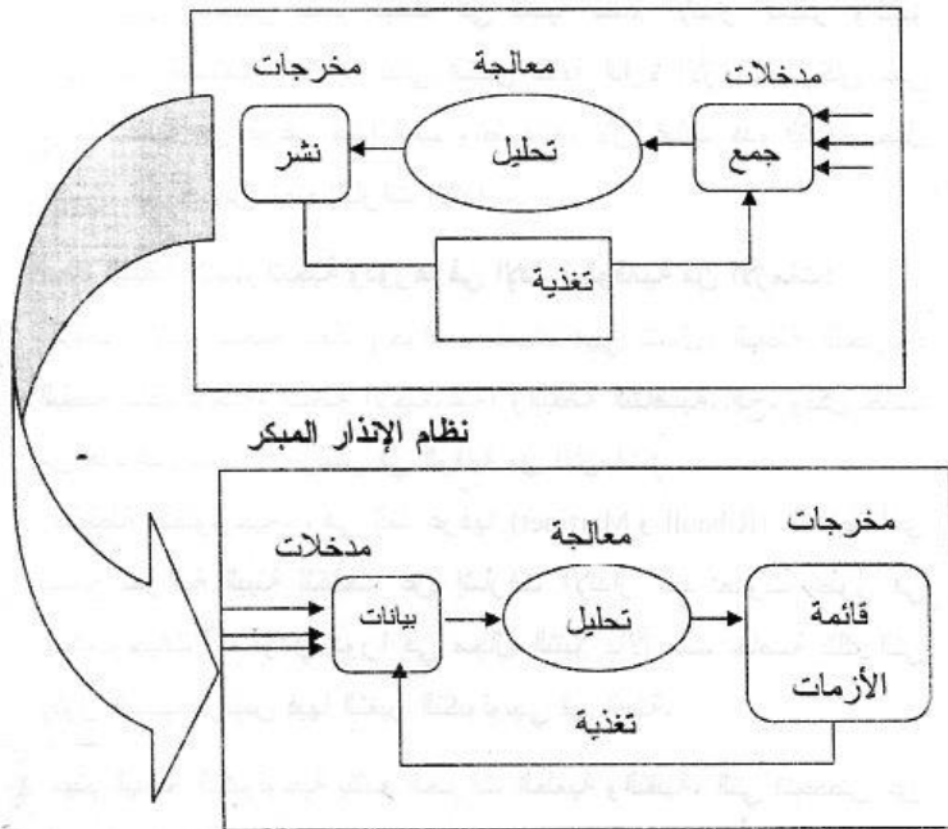 مدخلات
معالجة
مخرجات
جمع
تحليل
نشر
تغذية
نظام الإنذار المبكر
مدخلات
معالجة
مخرجات
بيانات
تحليل
قائمة
الأزمات
تغذية